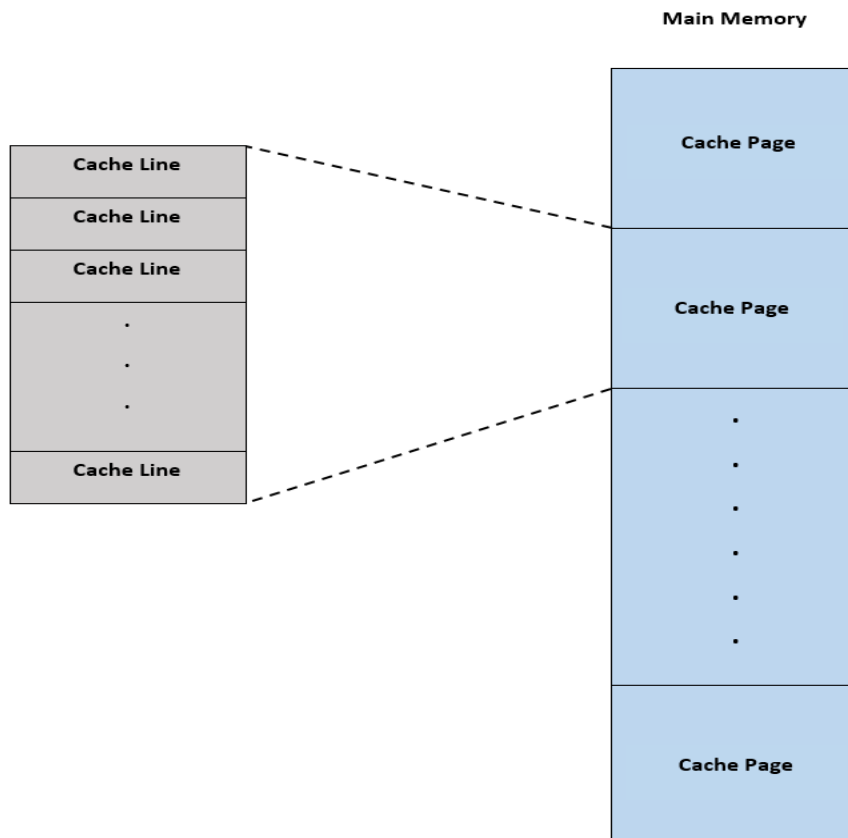 Main Memory
Cache Page
Cache Line
Cache Line
Cache Line
Cache Page
.
.
.
Cache Line
.
.
.
.
.
.
Cache Page